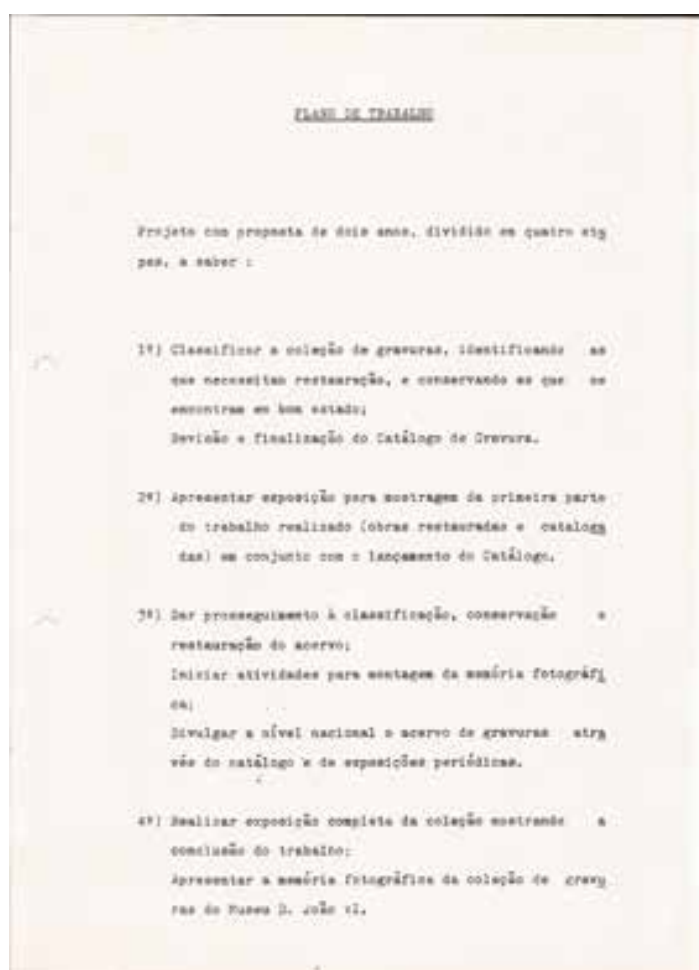 PLANO DE TRABALHO
Projeto com proposta de dois anos, dividido em quatro eta
pas, a saber :
1º) Classificar a coleção de gravuras, identificando as
que necessitam restauração, e conservando as que se
encontram em bom estado;
Revisão e finalização do Catálogo de Gravura.
2º) Apresentar exposição para mostragem da primeira parte
do trabalho realizado (obras restauradas e cataloga
das) em conjunto com o lançamento do Catálogo.
3º) Dar prosseguimento à classificação, conservação e
restauração do acervo;
Iniciar atividades para montagem da memória fotográfi
ca;
Divulgar a nível nacional o acervo de gravuras atra
vés do catálogo e de exposições periódicas.
4º) Realizar exposição completa da coleção mostrando a
conclusão do trabalho;
Apresentar a memória fotográfica da coleção de gravu
ras do Museu D. João VI.